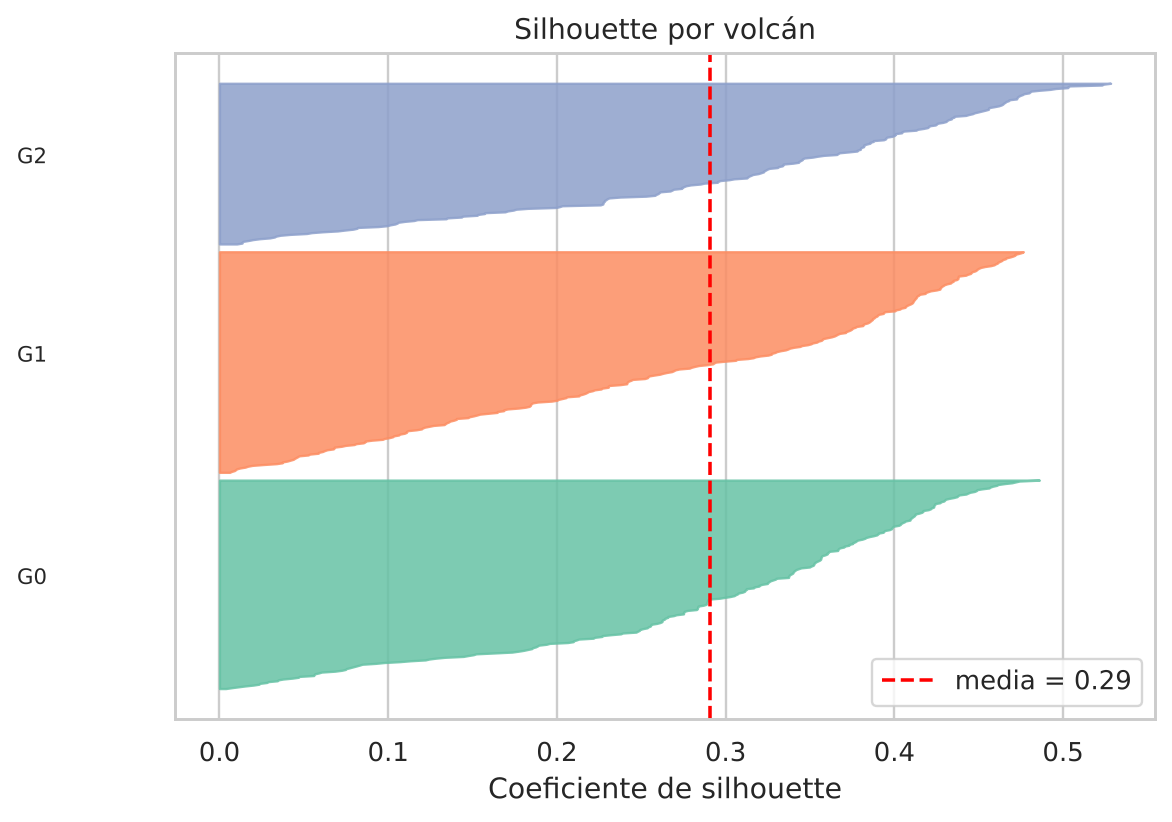 Silhouette por volcán
G2
G1
G0
media = 0.29
0.0 0.1 0.2 0.3 0.4 0.5
Coeficiente de silhouette